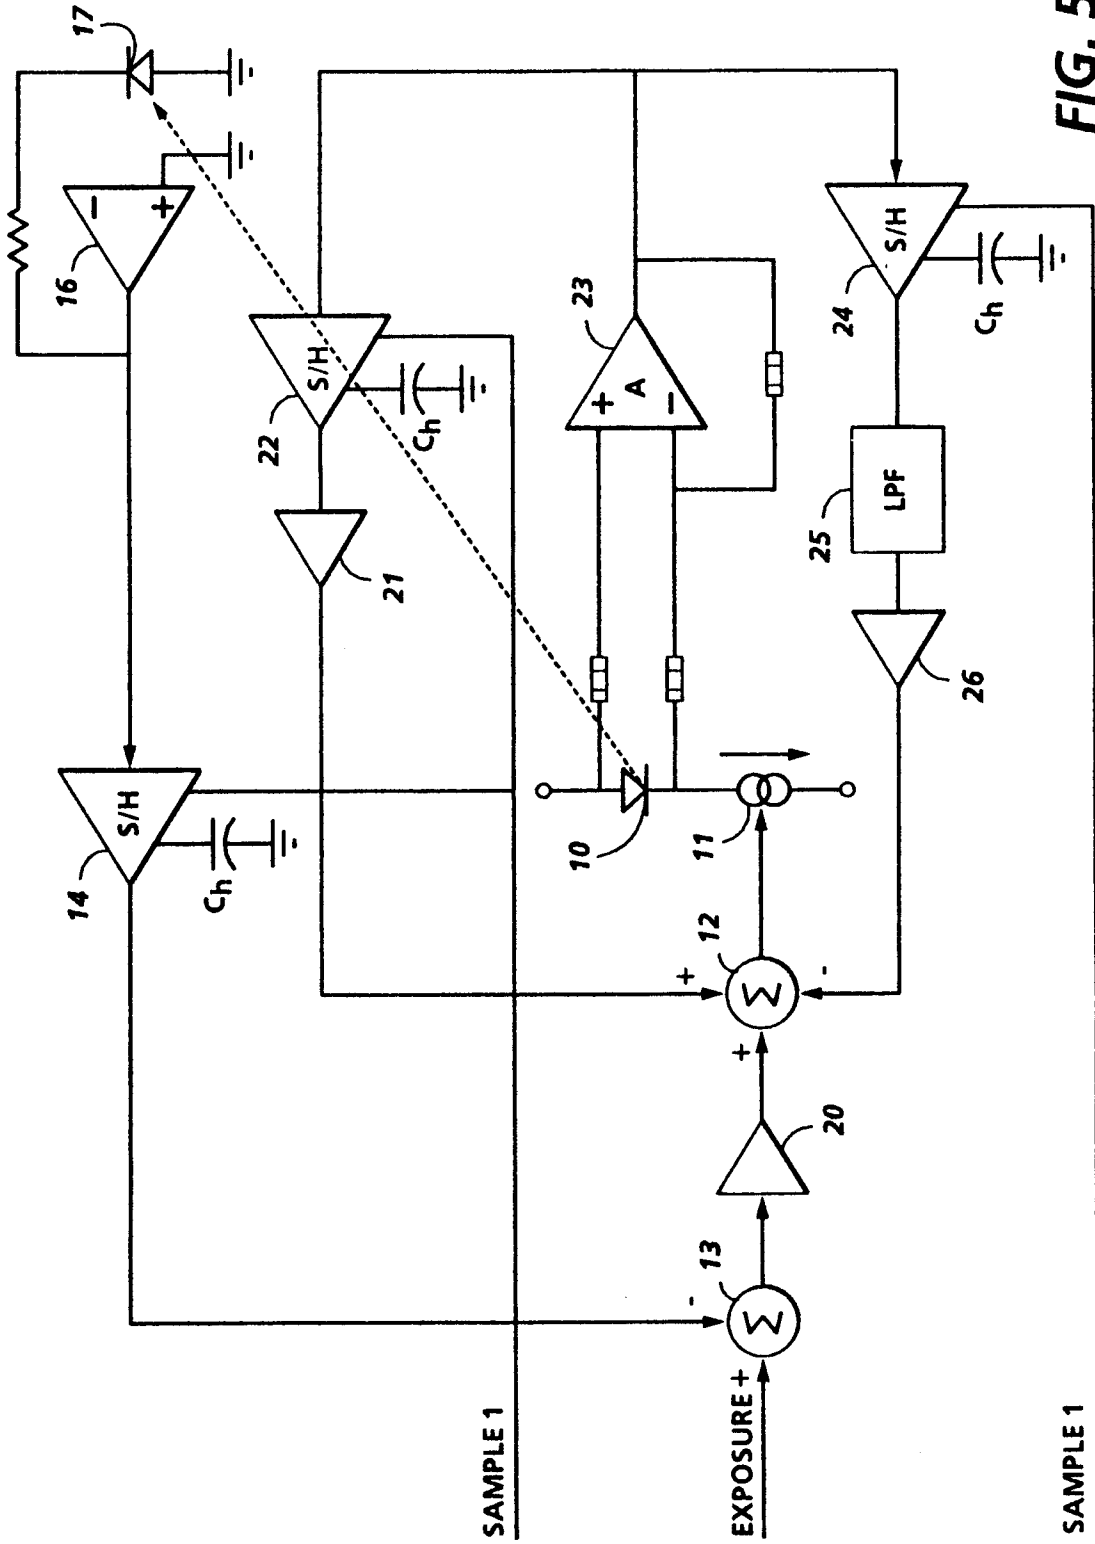 17
16
-
+
S/H
14
Ch
S/H
22
Ch
21
23
+
A
-
S/H
24
Ch
LPF
25
26
10
11
12
Σ
+
+
-
20
13
Σ
-
SAMPLE 1
EXPOSURE +
SAMPLE 1
FIG. 5